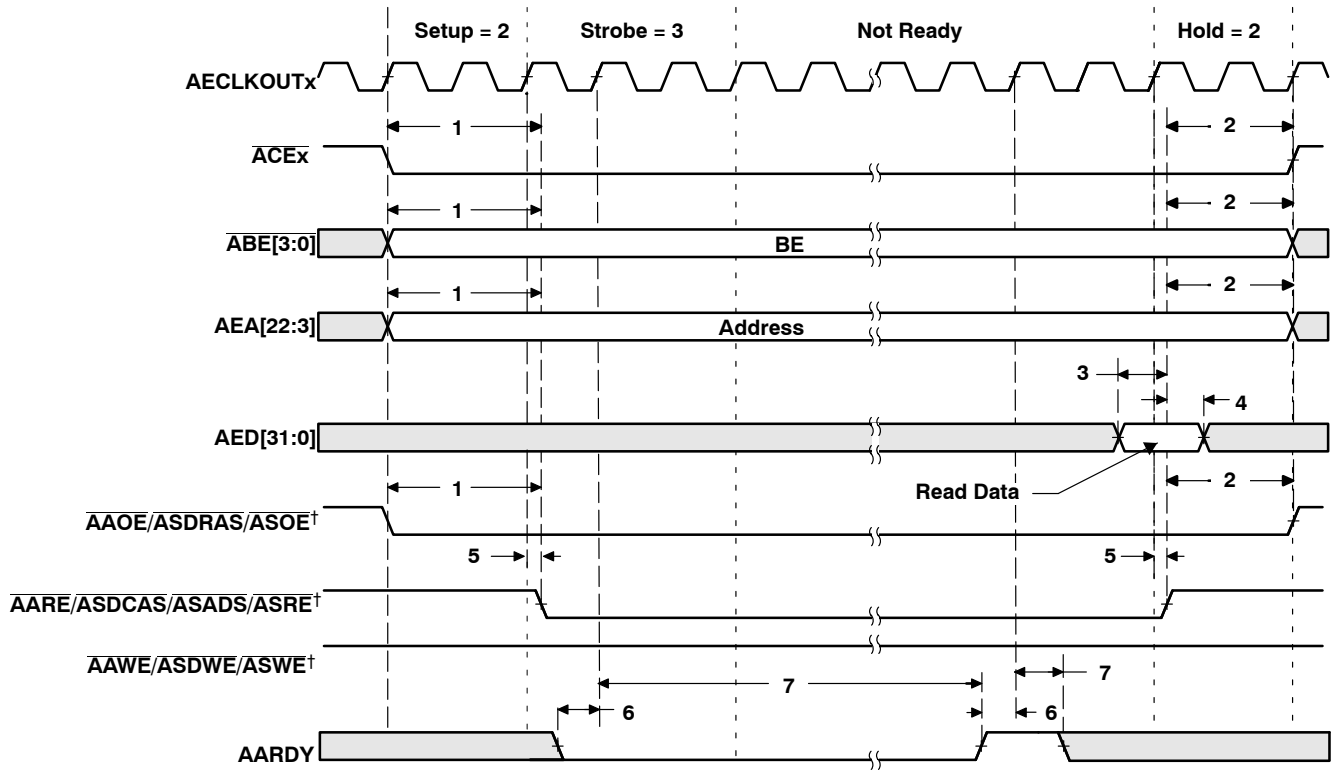 Setup = 2 Strobe = 3 Not Ready Hold = 2
AECLKOUTx
1 2
ACEx
1 2
ABE[3:0] BE
1 2
AEA[22:3] Address
3
4
AED[31:0]
1 Read Data 2
AAOE/ASDRAS/ASOE†
5 5
AARE/ASDCAS/ASADS/ASRE†
AAWE/ASDWE/ASWE†
7 7
6 6
AARDY